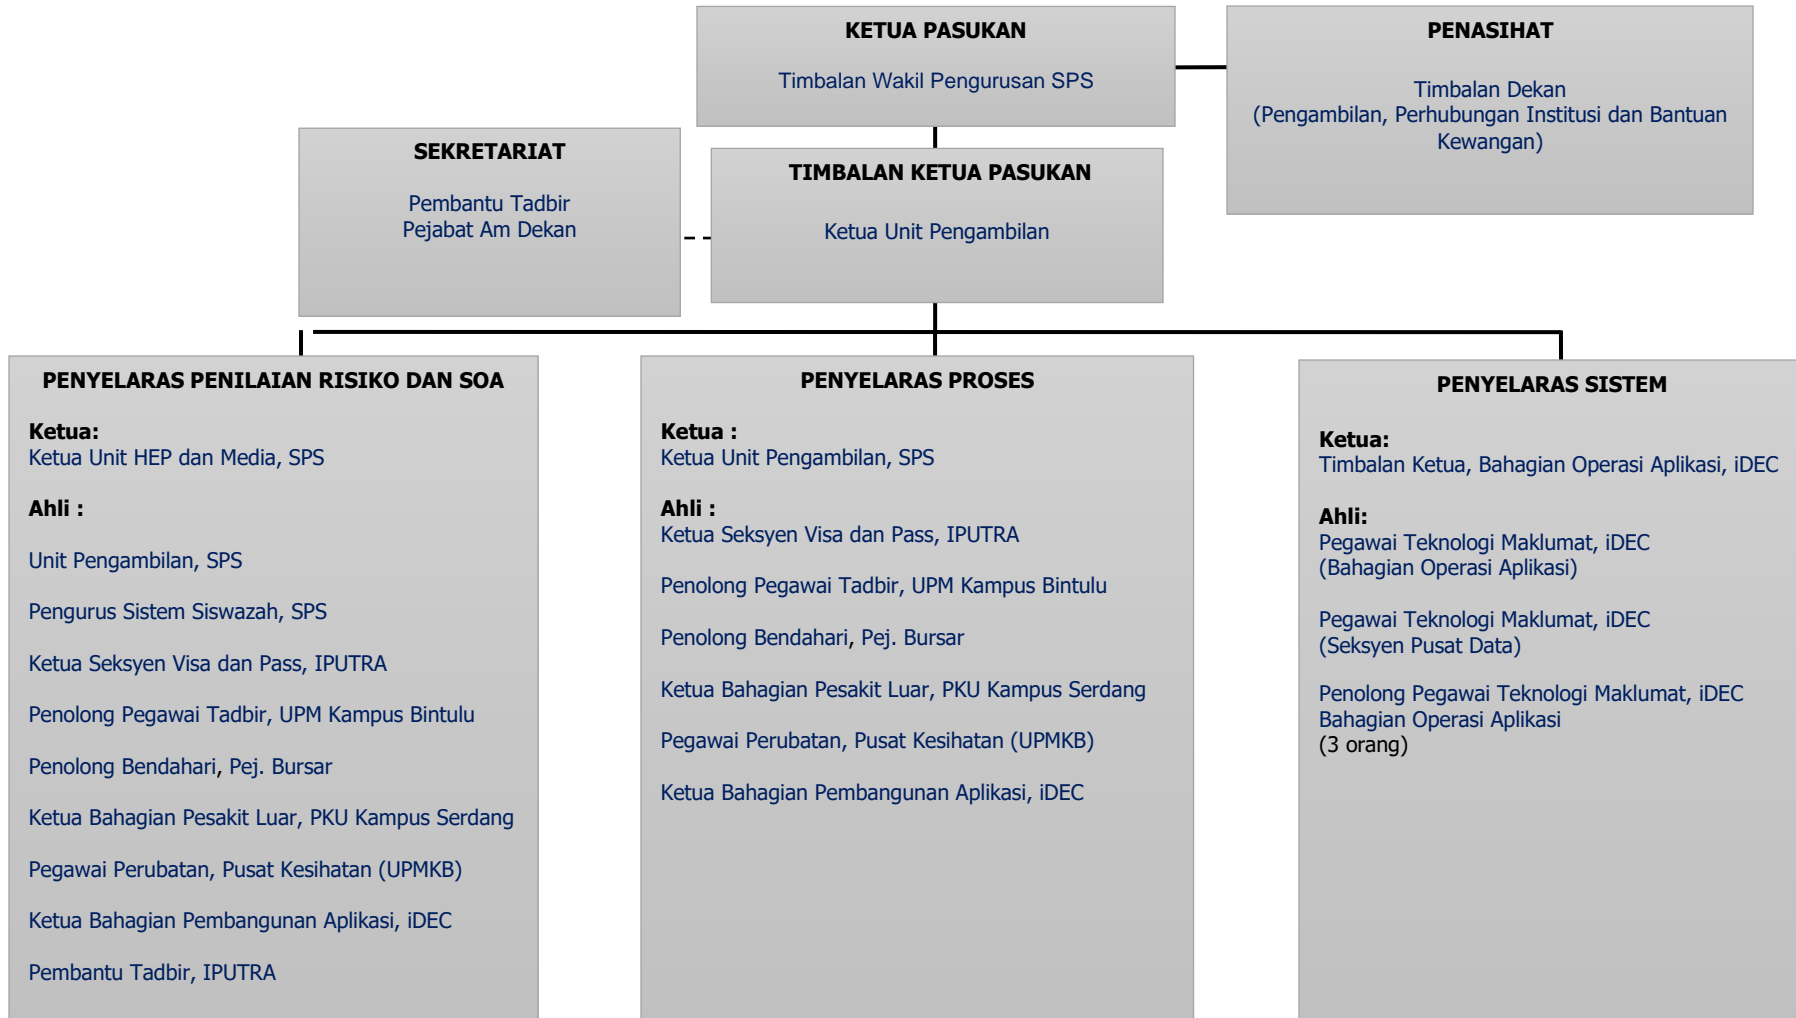 KETUA PASUKAN
Timbalan Wakil Pengurusan SPS
PENASIHAT
Timbalan Dekan
(Pengambilan, Perhubungan Institusi dan Bantuan
Kewangan)
SEKRETARIAT
Pembantu Tadbir
Pejabat Am Dekan
TIMBALAN KETUA PASUKAN
Ketua Unit Pengambilan
PENYELARAS PENILAIAN RISIKO DAN SOA
Ketua:
Ketua Unit HEP dan Media, SPS
Ahli :
Unit Pengambilan, SPS
Pengurus Sistem Siswazah, SPS
Ketua Seksyen Visa dan Pass, IPUTRA
Penolong Pegawai Tadbir, UPM Kampus Bintulu
Penolong Bendahari, Pej. Bursar
Ketua Bahagian Pesakit Luar, PKU Kampus Serdang
Pegawai Perubatan, Pusat Kesihatan (UPMKB)
Ketua Bahagian Pembangunan Aplikasi, iDEC
Pembantu Tadbir, IPUTRA
PENYELARAS PROSES
Ketua :
Ketua Unit Pengambilan, SPS
Ahli :
Ketua Seksyen Visa dan Pass, IPUTRA
Penolong Pegawai Tadbir, UPM Kampus Bintulu
Penolong Bendahari, Pej. Bursar
Ketua Bahagian Pesakit Luar, PKU Kampus Serdang
Pegawai Perubatan, Pusat Kesihatan (UPMKB)
Ketua Bahagian Pembangunan Aplikasi, iDEC
PENYELARAS SISTEM
Ketua:
Timbalan Ketua, Bahagian Operasi Aplikasi, iDEC
Ahli:
Pegawai Teknologi Maklumat, iDEC
(Bahagian Operasi Aplikasi)
Pegawai Teknologi Maklumat, iDEC
(Seksyen Pusat Data)
Penolong Pegawai Teknologi Maklumat, iDEC
Bahagian Operasi Aplikasi
(3 orang)